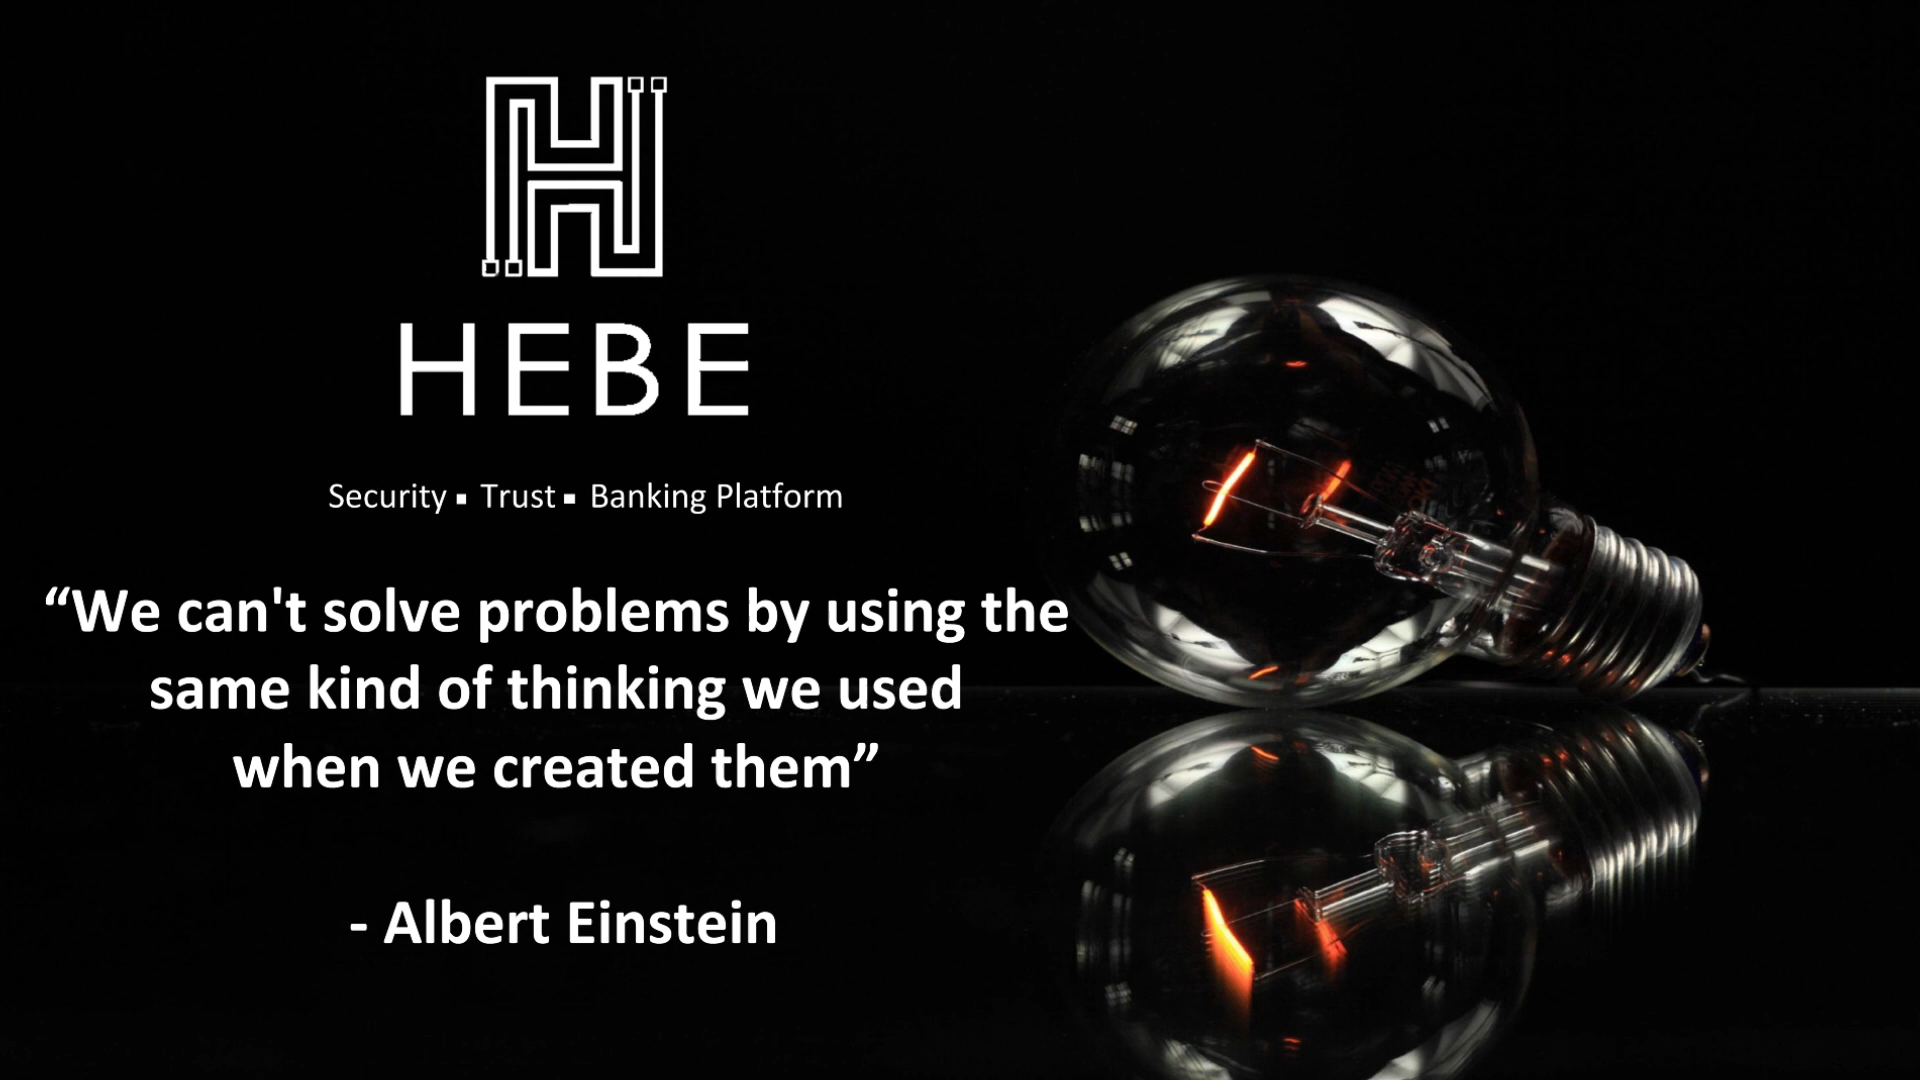 HEBE
Security ▪ Trust ▪ Banking Platform
“We can't solve problems by using the
same kind of thinking we used
when we created them”
- Albert Einstein